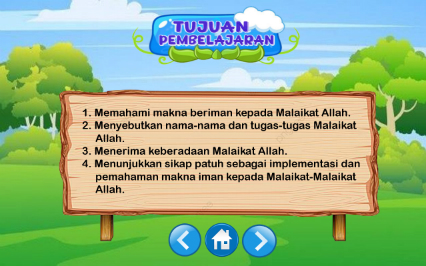 TUJUAN
PEMBELAJARAN
1. Memahami makna beriman kepada Malaikat Allah.
2. Menyebutkan nama-nama dan tugas-tugas Malaikat
Allah.
3. Menerima keberadaan Malaikat Allah.
4. Menunjukkan sikap patuh sebagai implementasi dan
pemahaman makna iman kepada Malaikat-Malaikat
Allah.